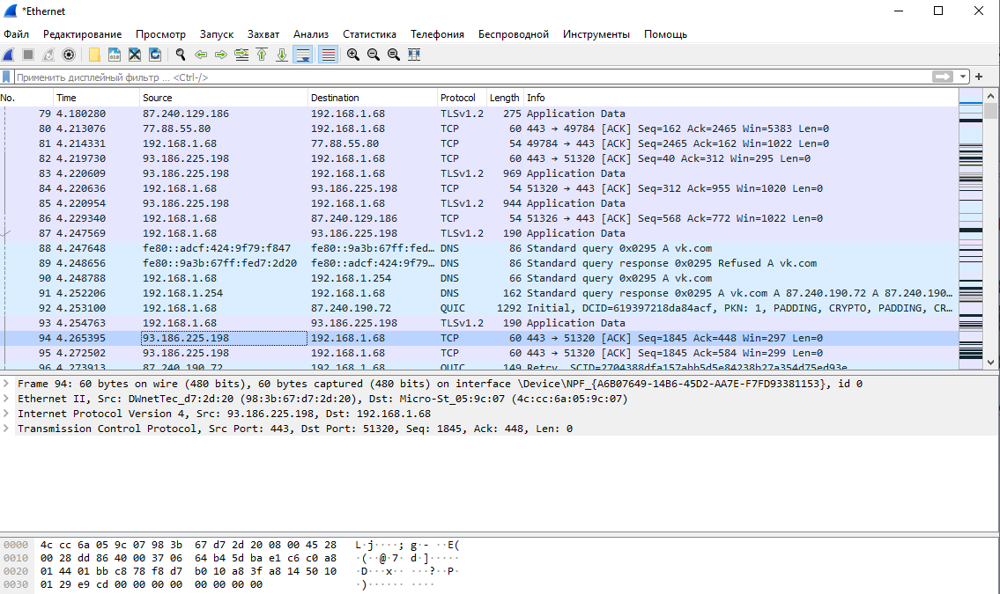 *Ethernet
Файл Редактирование Просмотр Запуск Захват Анализ Статистика Телефония Беспроводной Инструменты Помощь
Применить дисплейный фильтр ... <Ctrl-/>
No. Time Source Destination Protocol Length Info
79 4.180280 87.240.129.186 192.168.1.68 TLSv1.2 275 Application Data
80 4.213076 77.88.55.80 192.168.1.68 TCP 60 443 → 49784 [ACK] Seq=162 Ack=2465 Win=5383 Len=0
81 4.214331 192.168.1.68 77.88.55.80 TCP 54 49784 → 443 [ACK] Seq=2465 Ack=162 Win=1022 Len=0
82 4.219730 93.186.225.198 192.168.1.68 TCP 60 443 → 51320 [ACK] Seq=40 Ack=312 Win=295 Len=0
83 4.220609 93.186.225.198 192.168.1.68 TLSv1.2 969 Application Data
84 4.220636 192.168.1.68 93.186.225.198 TCP 54 51320 → 443 [ACK] Seq=312 Ack=955 Win=1020 Len=0
85 4.220954 93.186.225.198 192.168.1.68 TLSv1.2 944 Application Data
86 4.229340 192.168.1.68 87.240.129.186 TCP 54 51326 → 443 [ACK] Seq=568 Ack=772 Win=1022 Len=0
87 4.247569 192.168.1.68 93.186.225.198 TLSv1.2 190 Application Data
88 4.247648 fe80::adcf:424:9f79:f847 fe80::9a3b:67ff:fed… DNS 86 Standard query 0x0295 A vk.com
89 4.248656 fe80::9a3b:67ff:fed7:2d20 fe80::adcf:424:9f79… DNS 86 Standard query response 0x0295 Refused A vk.com
90 4.248788 192.168.1.68 192.168.1.254 DNS 66 Standard query 0x0295 A vk.com
91 4.252206 192.168.1.254 192.168.1.68 DNS 162 Standard query response 0x0295 A vk.com A 87.240.190.72 A 87.240.190…
92 4.253100 192.168.1.68 87.240.190.72 QUIC 1292 Initial, DCID=619397218da84acf, PKN: 1, PADDING, CRYPTO, PADDING, CR…
93 4.254763 192.168.1.68 93.186.225.198 TLSv1.2 190 Application Data
94 4.265395 93.186.225.198 192.168.1.68 TCP 60 443 → 51320 [ACK] Seq=1845 Ack=448 Win=297 Len=0
95 4.272502 93.186.225.198 192.168.1.68 TCP 60 443 → 51320 [ACK] Seq=1845 Ack=584 Win=299 Len=0
96 4.273913 87.240.190.72 192.168.1.68 QUIC 149 Retry, SCID=2704388dfa157abb5d5e84238b27a354d75ed93e
Frame 94: 60 bytes on wire (480 bits), 60 bytes captured (480 bits) on interface \Device\NPF_{A6B07649-14B6-45D2-AA7E-F7FD93381153}, id 0
Ethernet II, Src: DWnetTec_d7:2d:20 (98:3b:67:d7:2d:20), Dst: Micro-St_05:9c:07 (4c:cc:6a:05:9c:07)
Internet Protocol Version 4, Src: 93.186.225.198, Dst: 192.168.1.68
Transmission Control Protocol, Src Port: 443, Dst Port: 51320, Seq: 1845, Ack: 448, Len: 0
0000 4c cc 6a 05 9c 07 98 3b 67 d7 2d 20 08 00 45 28 L·j····; g·- ··E(
0010 00 28 dd 86 40 00 37 06 64 b4 5d ba e1 c6 c0 a8 ·(··@·7· d·]·····
0020 01 44 01 bb c8 78 f8 d7 b0 10 a8 3f a8 14 50 10 ·D···x·· ···?··P·
0030 01 29 e9 cd 00 00 00 00 00 00 00 00 ·)······ ····